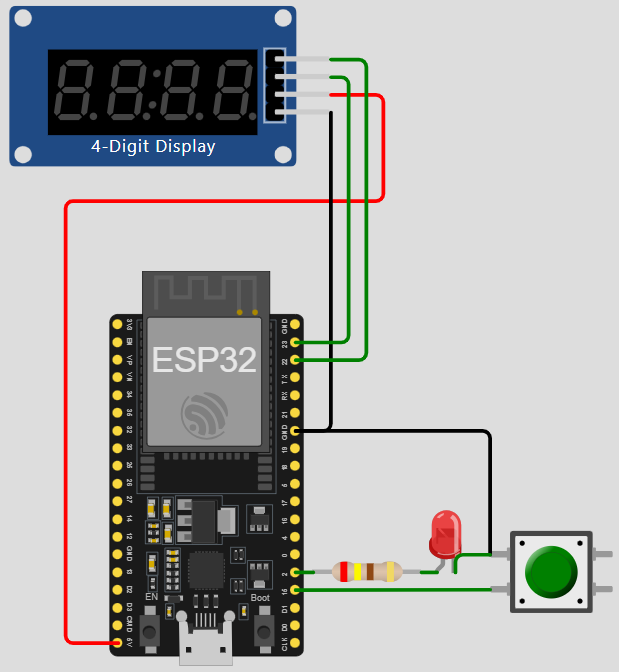 4-Digit Display
3V3
EN
VP
VN
34
35
32
33
25
26
27
14
12
GND
13
D2
D3
CMD
5V
ESP32
EN
Boot
GND
23
22
TX
RX
21
GND
19
18
5
17
16
4
0
2
15
D1
D0
CLK